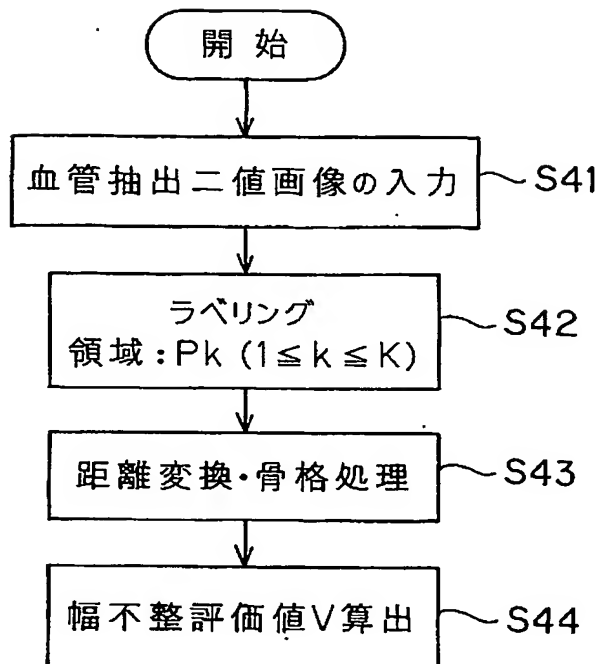 開始
血管抽出二値画像の入力
S41
ラベリング
領域:Pk (1≦k≦K)
S42
距離変換・骨格処理
S43
幅不整評価値V算出
S44